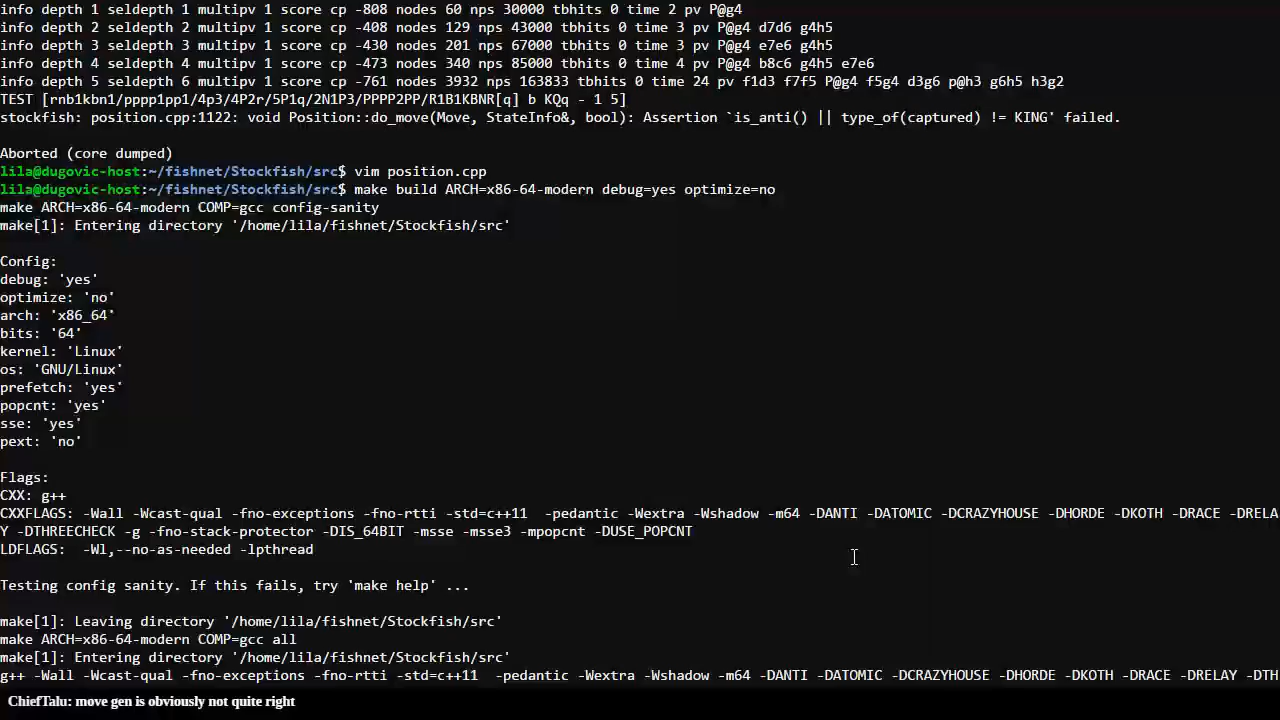 info depth 1 seldepth 1 multipv 1 score cp -808 nodes 60 nps 30000 tbhits 0 time 2 pv P@g4
info depth 2 seldepth 2 multipv 1 score cp -408 nodes 129 nps 43000 tbhits 0 time 3 pv P@g4 d7d6 g4h5
info depth 3 seldepth 3 multipv 1 score cp -430 nodes 201 nps 67000 tbhits 0 time 3 pv P@g4 e7e6 g4h5
info depth 4 seldepth 4 multipv 1 score cp -473 nodes 340 nps 85000 tbhits 0 time 4 pv P@g4 b8c6 g4h5 e7e6
info depth 5 seldepth 6 multipv 1 score cp -761 nodes 3932 nps 163833 tbhits 0 time 24 pv f1d3 f7f5 P@g4 f5g4 d3g6 p@h3 g6h5 h3g2
TEST [rnb1kbn1/pppp1pp1/4p3/4P2r/5P1q/2N1P3/PPPP2PP/R1B1KBNR[q] b KQq - 1 5]
stockfish: position.cpp:1122: void Position::do_move(Move, StateInfo&, bool): Assertion `is_anti() || type_of(captured) != KING' failed.
Aborted (core dumped)
lila@dugovic-host:~/fishnet/Stockfish/src$ vim position.cpp
lila@dugovic-host:~/fishnet/Stockfish/src$ make build ARCH=x86-64-modern debug=yes optimize=no
make ARCH=x86-64-modern COMP=gcc config-sanity
make[1]: Entering directory '/home/lila/fishnet/Stockfish/src'
Config:
debug: 'yes'
optimize: 'no'
arch: 'x86_64'
bits: '64'
kernel: 'Linux'
os: 'GNU/Linux'
prefetch: 'yes'
popcnt: 'yes'
sse: 'yes'
pext: 'no'
Flags:
CXX: g++
CXXFLAGS: -Wall -Wcast-qual -fno-exceptions -fno-rtti -std=c++11  -pedantic -Wextra -Wshadow -m64 -DANTI -DATOMIC -DCRAZYHOUSE -DHORDE -DKOTH -DRACE -DRELA
Y -DTHREECHECK -g -fno-stack-protector -DIS_64BIT -msse -msse3 -mpopcnt -DUSE_POPCNT
LDFLAGS:  -Wl,--no-as-needed -lpthread
Testing config sanity. If this fails, try 'make help' ...
make[1]: Leaving directory '/home/lila/fishnet/Stockfish/src'
make ARCH=x86-64-modern COMP=gcc all
make[1]: Entering directory '/home/lila/fishnet/Stockfish/src'
g++ -Wall -Wcast-qual -fno-exceptions -fno-rtti -std=c++11  -pedantic -Wextra -Wshadow -m64 -DANTI -DATOMIC -DCRAZYHOUSE -DHORDE -DKOTH -DRACE -DRELAY -DTH
ChiefTalu: move gen is obviously not quite right